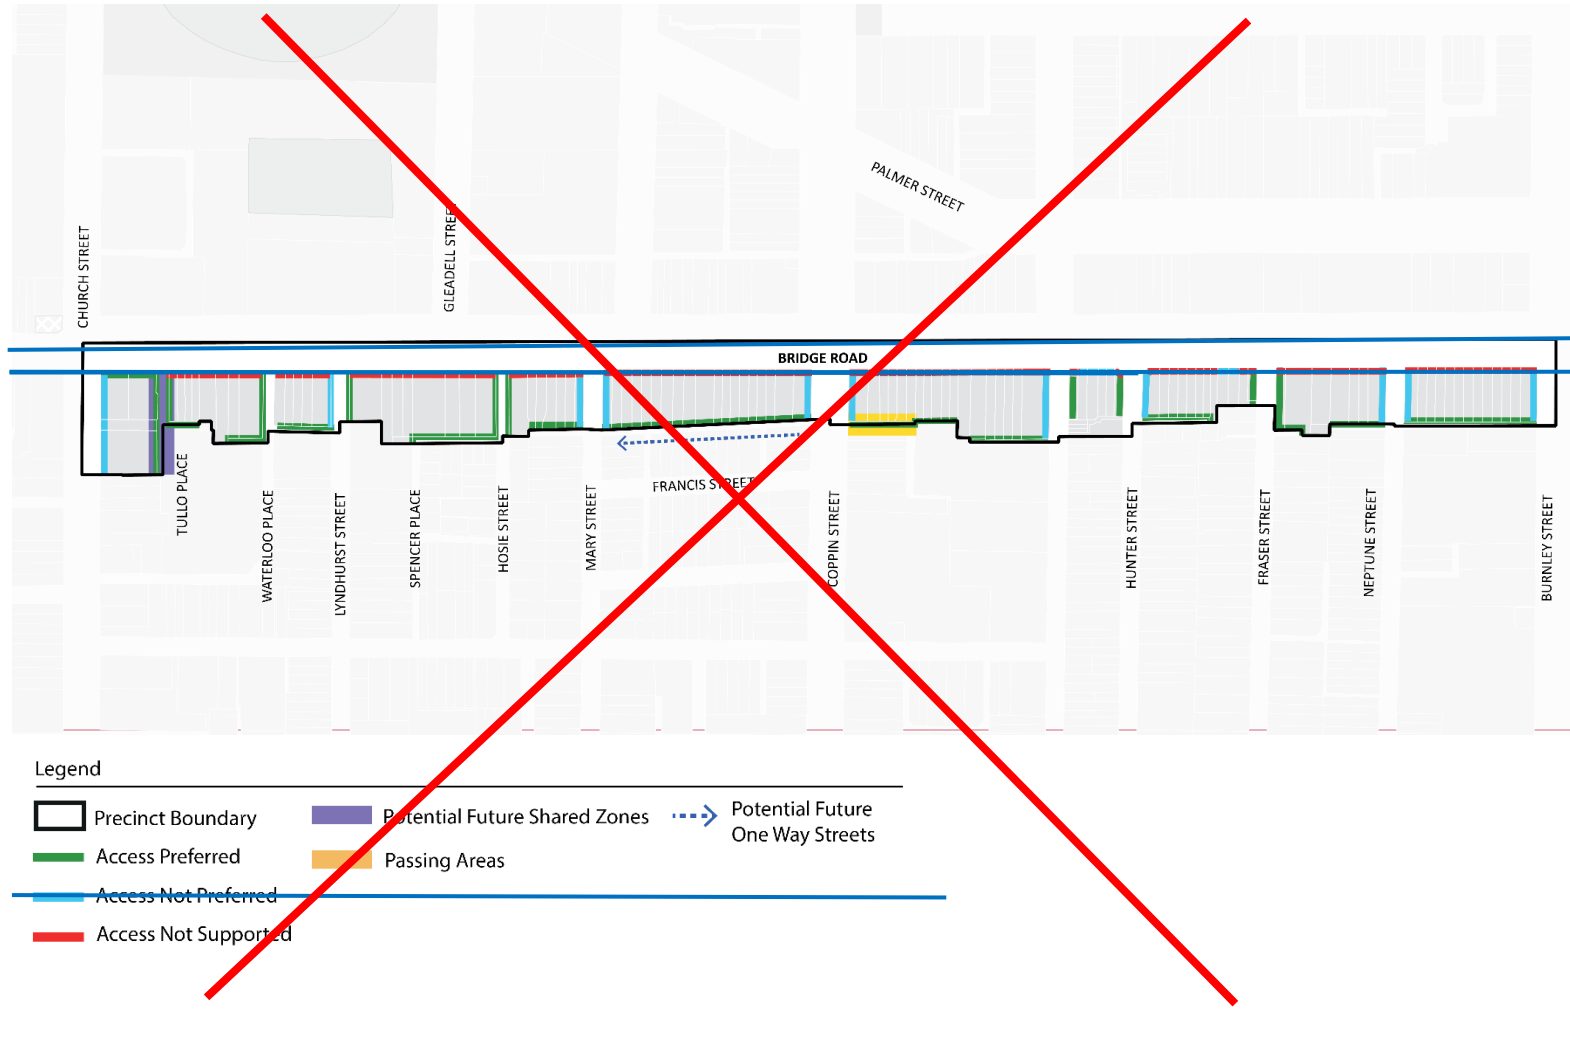 PALMER STREET
CHURCH STREET
GLEADELL STREET
BRIDGE ROAD
TULLO PLACE
WATERLOO PLACE
LYNDHURST STREET
SPENCER PLACE
HOSIE STREET
MARY STREET
FRANCIS STREET
COPPIN STREET
HUNTER STREET
FRASER STREET
NEPTUNE STREET
BURNLEY STREET
Legend
Precinct Boundary
Access Preferred
Access Not Preferred
Access Not Supported
Potential Future Shared Zones
Passing Areas
Potential Future
One Way Streets